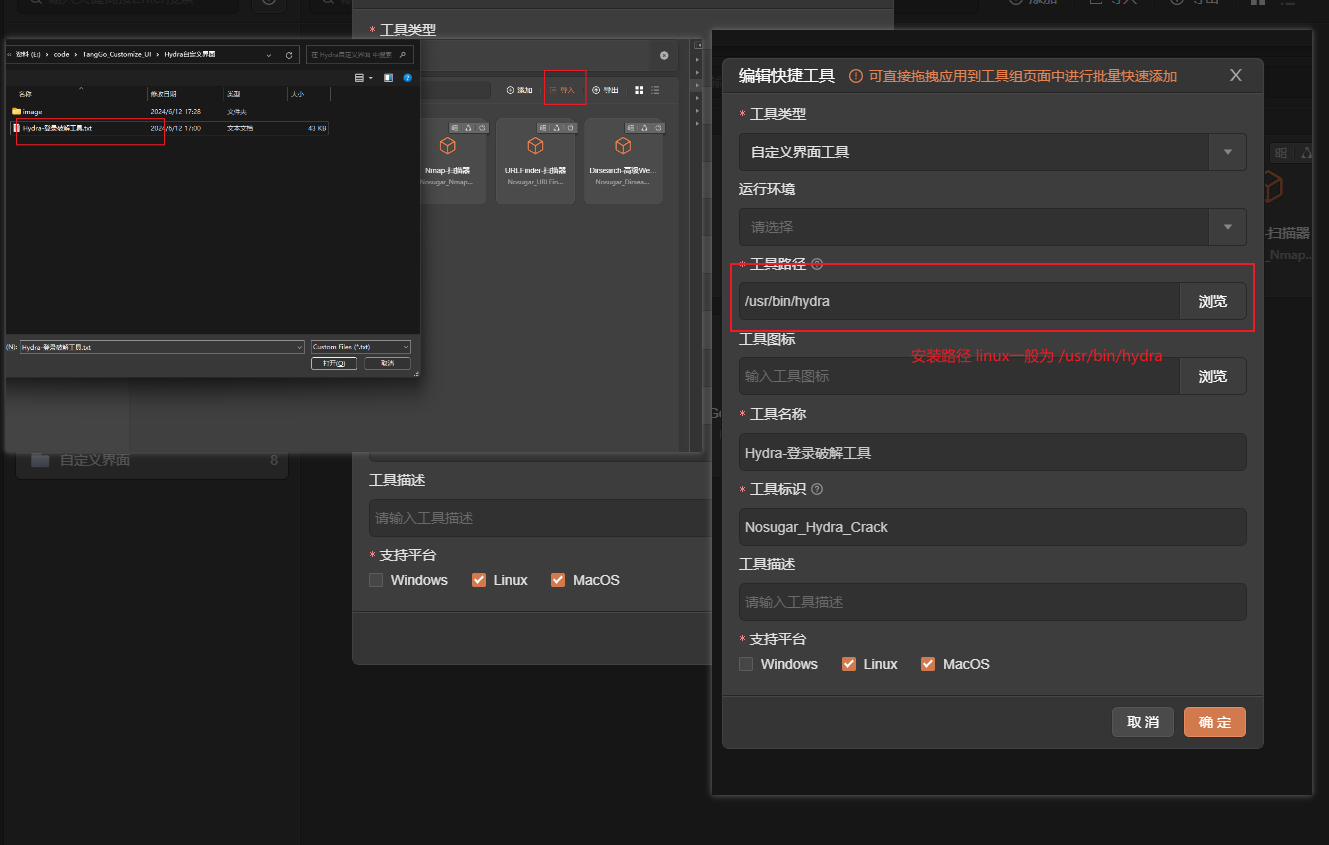 * 工具类型
资料 (E:) › code › TangGo_Customize_UI › Hydra自定义界面
在 Hydra自定义界面 中搜索
名称 修改日期 类型 大小
image 2024/6/12 17:28 文件夹
Hydra-登录破解工具.txt 2024/6/12 17:00 文本文档 43 KB
(N): Hydra-登录破解工具.txt
Custom Files (*.txt)
打开(O) 取消
添加 导入 导出
Nmap-扫描器 URLFinder-扫描器 Dirsearch-高级We...
Nosugar_Nmap... Nosugar_URLFin... Nosugar_Dirsea...
自定义界面 8
工具描述
请输入工具描述
* 支持平台
Windows Linux MacOS
编辑快捷工具 可直接拖拽应用到工具组页面中进行批量快速添加 X
* 工具类型
自定义界面工具
运行环境
请选择
* 工具路径
/usr/bin/hydra 浏览
工具图标
安装路径 linux一般为 /usr/bin/hydra
输入工具图标 浏览
* 工具名称
Hydra-登录破解工具
* 工具标识
Nosugar_Hydra_Crack
工具描述
请输入工具描述
* 支持平台
Windows Linux MacOS
取消 确定
-扫描器
_Nmap...